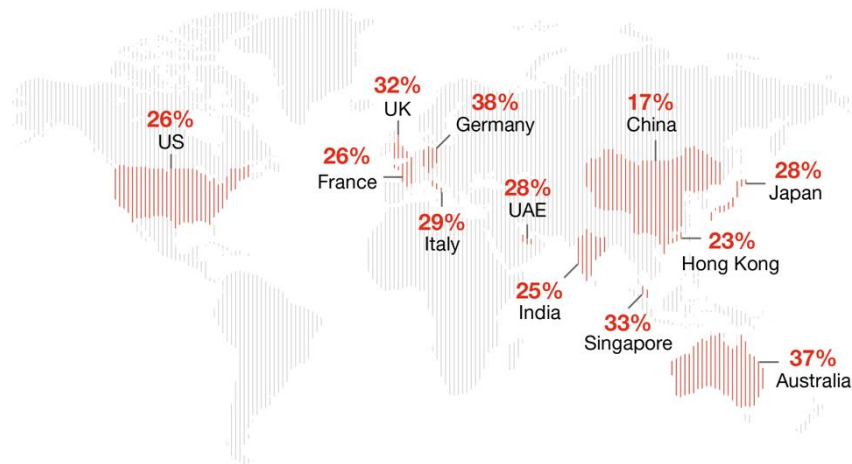 32%
UK
38%
Germany
17%
China
26%
US
26%
France
28%
UAE
28%
Japan
29%
Italy
23%
Hong Kong
25%
India
33%
Singapore
37%
Australia